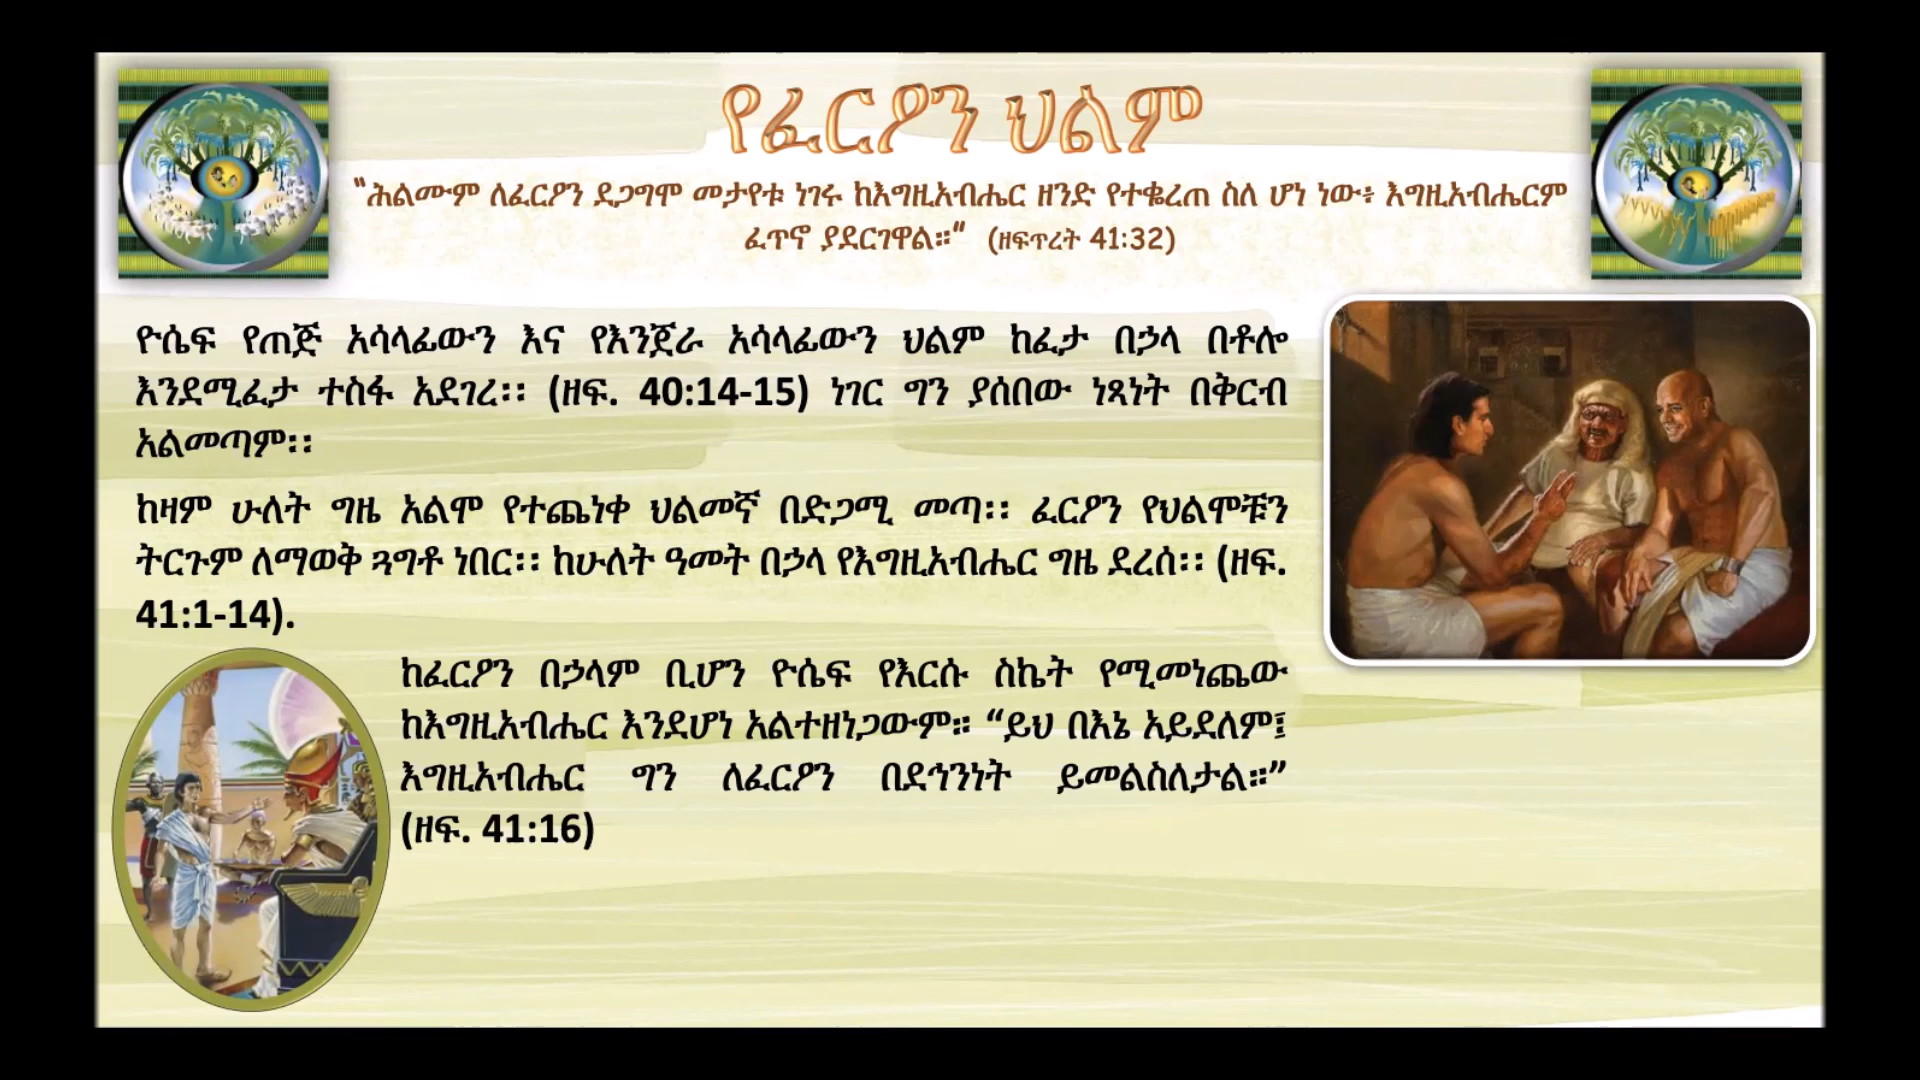 የፈርዖን ህልም
“ሕልሙም ለፈርዖን ደጋግሞ መታየቱ ነገሩ ከእግዚአብሔር ዘንድ የተቈረጠ ስለ ሆነ ነው፥ እግዚአብሔርም
ፈጥኖ ያደርገዋል።” (ዘፍጥረት 41:32)
ዮሴፍ የጠጅ አሳላፊውን እና የእንጀራ አሳላፊውን ህልም ከፈታ በኃላ በቶሎ
እንደሚፈታ ተስፋ አደገረ፡፡ (ዘፍ. 40:14-15) ነገር ግን ያሰበው ነጻነት በቅርብ
አልመጣም፡፡
ከዛም ሁለት ግዜ አልሞ የተጨነቀ ህልመኛ በድጋሚ መጣ፡፡ ፈርዖን የህልሞቹን
ትርጉም ለማወቅ ጓግቶ ነበር፡፡ ከሁለት ዓመት በኃላ የእግዚአብሔር ግዜ ደረሰ፡፡ (ዘፍ.
41:1-14).
ከፈርዖን በኃላም ቢሆን ዮሴፍ የእርሱ ስኬት የሚመነጨው
ከእግዚአብሔር እንደሆነ አልተዘነጋውም። “ይህ በእኔ አይደለም፤
እግዚአብሔር ግን ለፈርዖን በደኅንነት ይመልስለታል።”
(ዘፍ. 41:16)